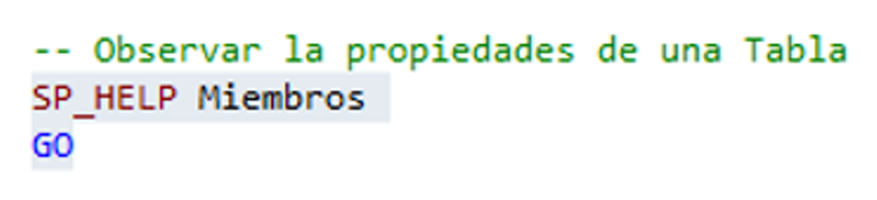 -- Observar la propiedades de una Tabla
SP_HELP Miembros
GO